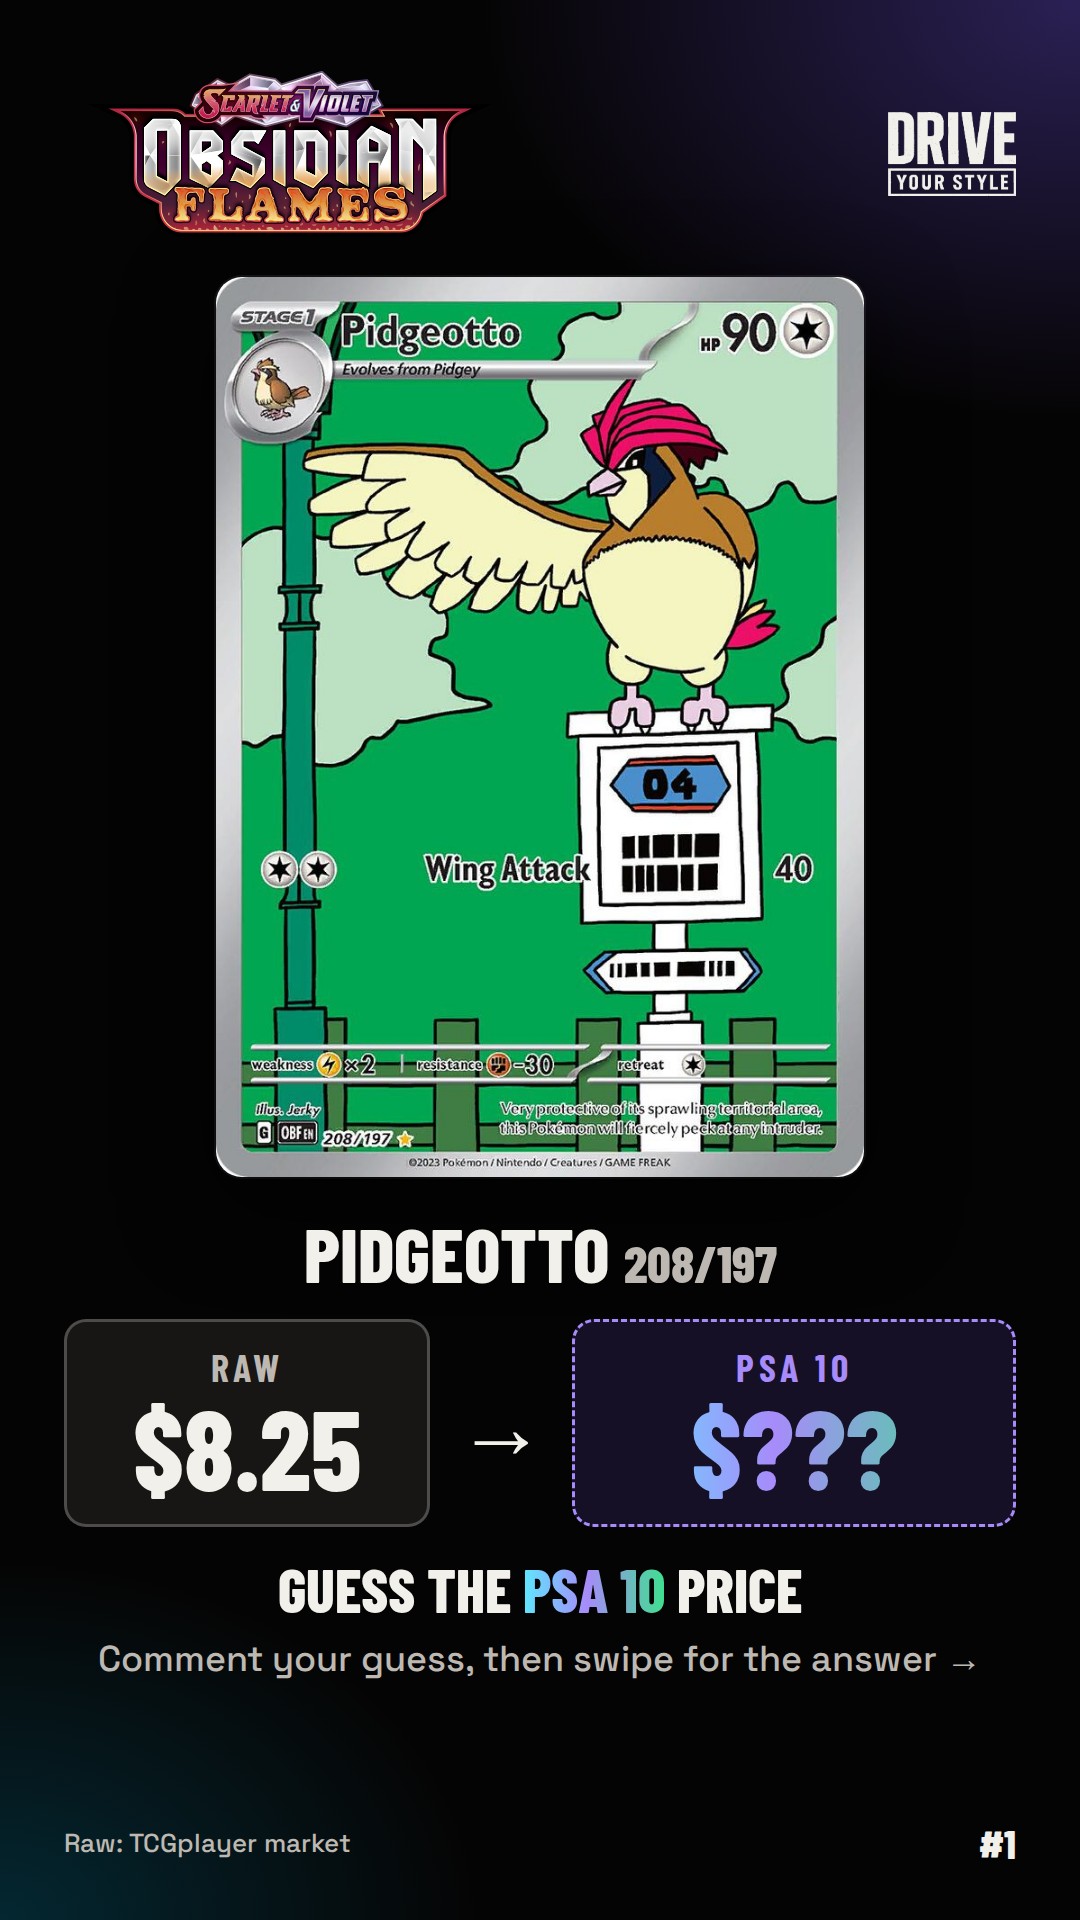 SCARLET & VIOLET
OBSIDIAN
FLAMES
DRIVE
YOUR STYLE
STAGE 1
Pidgeotto
HP 90
Evolves from Pidgey
04
Wing Attack 40
weakness ×2 resistance -30 retreat
Illus. Jerky
Very protective of its sprawling territorial area,
this Pokémon will fiercely peck at any intruder.
G OBF EN 208/197
©2023 Pokémon / Nintendo / Creatures / GAME FREAK
PIDGEOTTO 208/197
RAW
$8.25
→
PSA 10
$???
GUESS THE PSA 10 PRICE
Comment your guess, then swipe for the answer →
Raw: TCGplayer market
#1